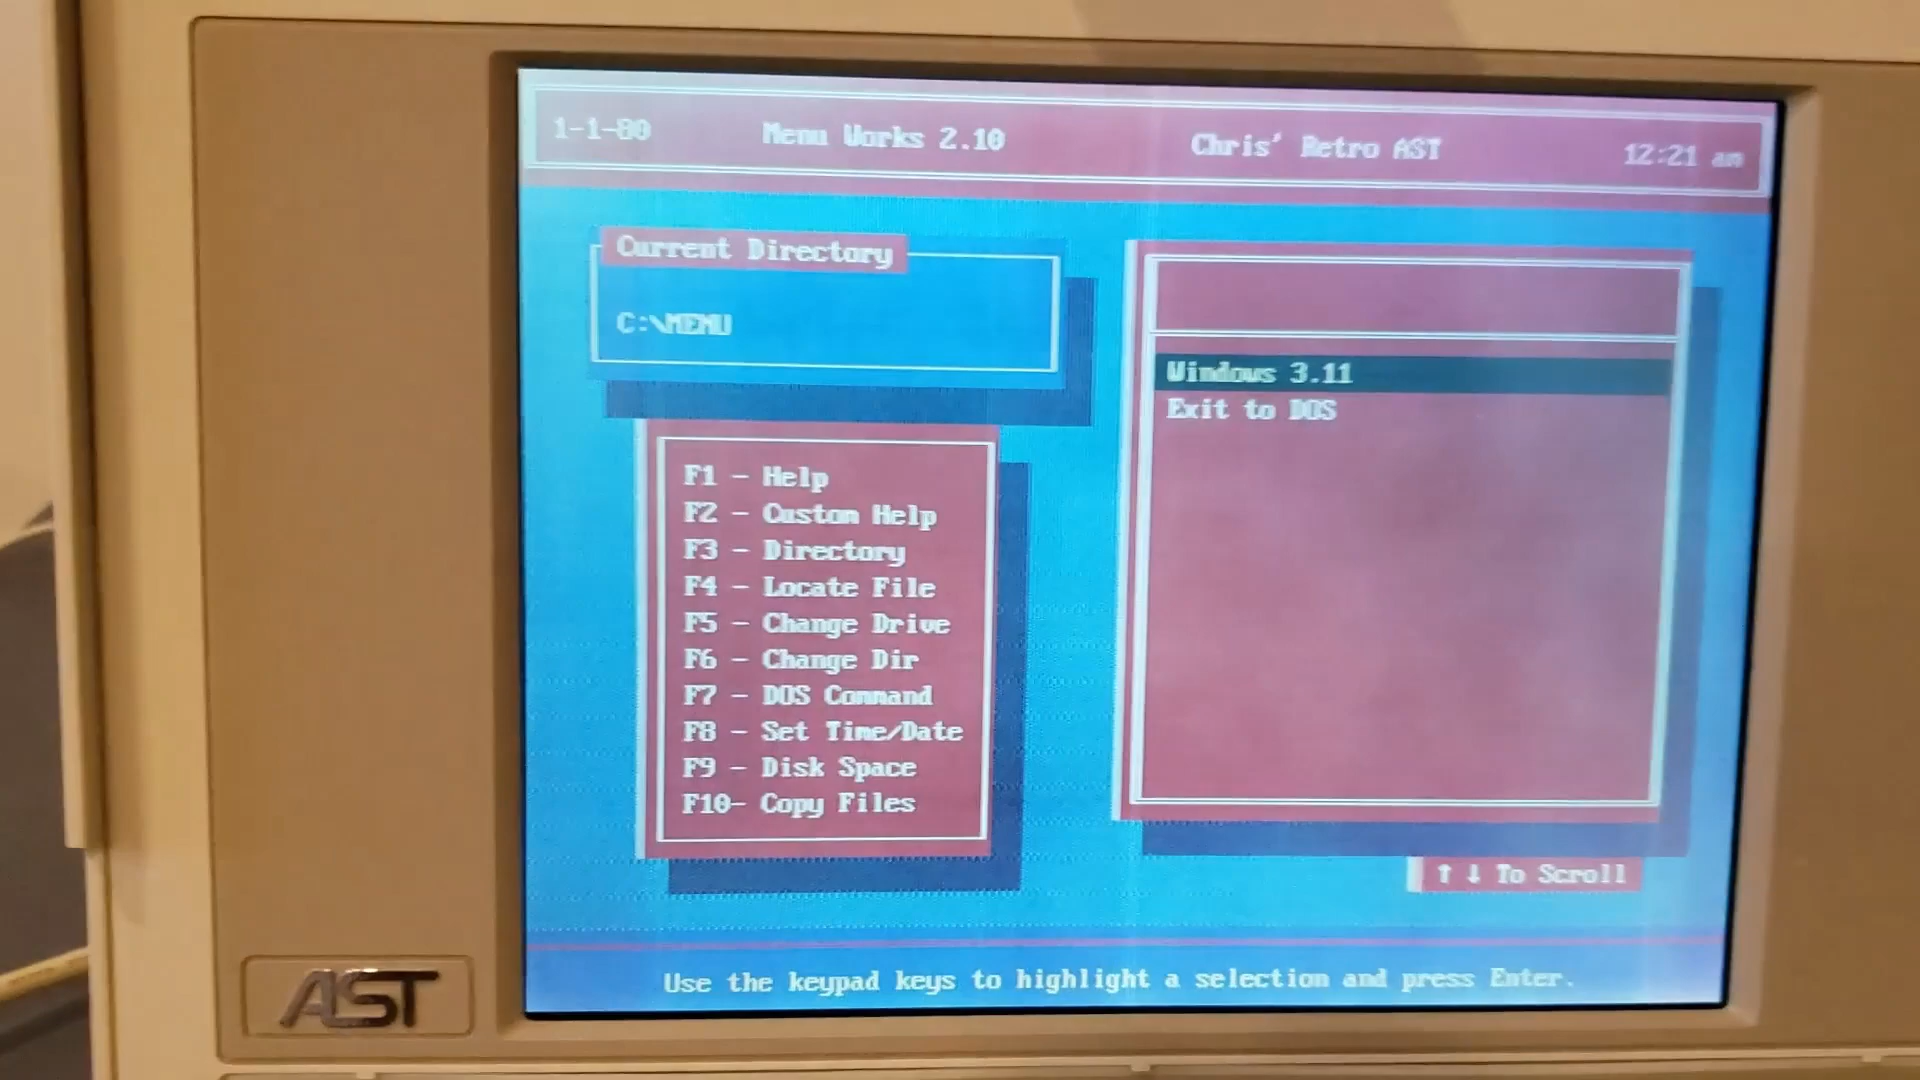 1-1-80 Menu Works 2.10 Chris' Retro AST 12:21 am
Current Directory
C:\MENU
Windows 3.11
Exit to DOS
F1 - Help
F2 - Custom Help
F3 - Directory
F4 - Locate File
F5 - Change Drive
F6 - Change Dir
F7 - DOS Command
F8 - Set Time/Date
F9 - Disk Space
F10- Copy Files
↑ ↓ To Scroll
Use the keypad keys to highlight a selection and press Enter.
AST